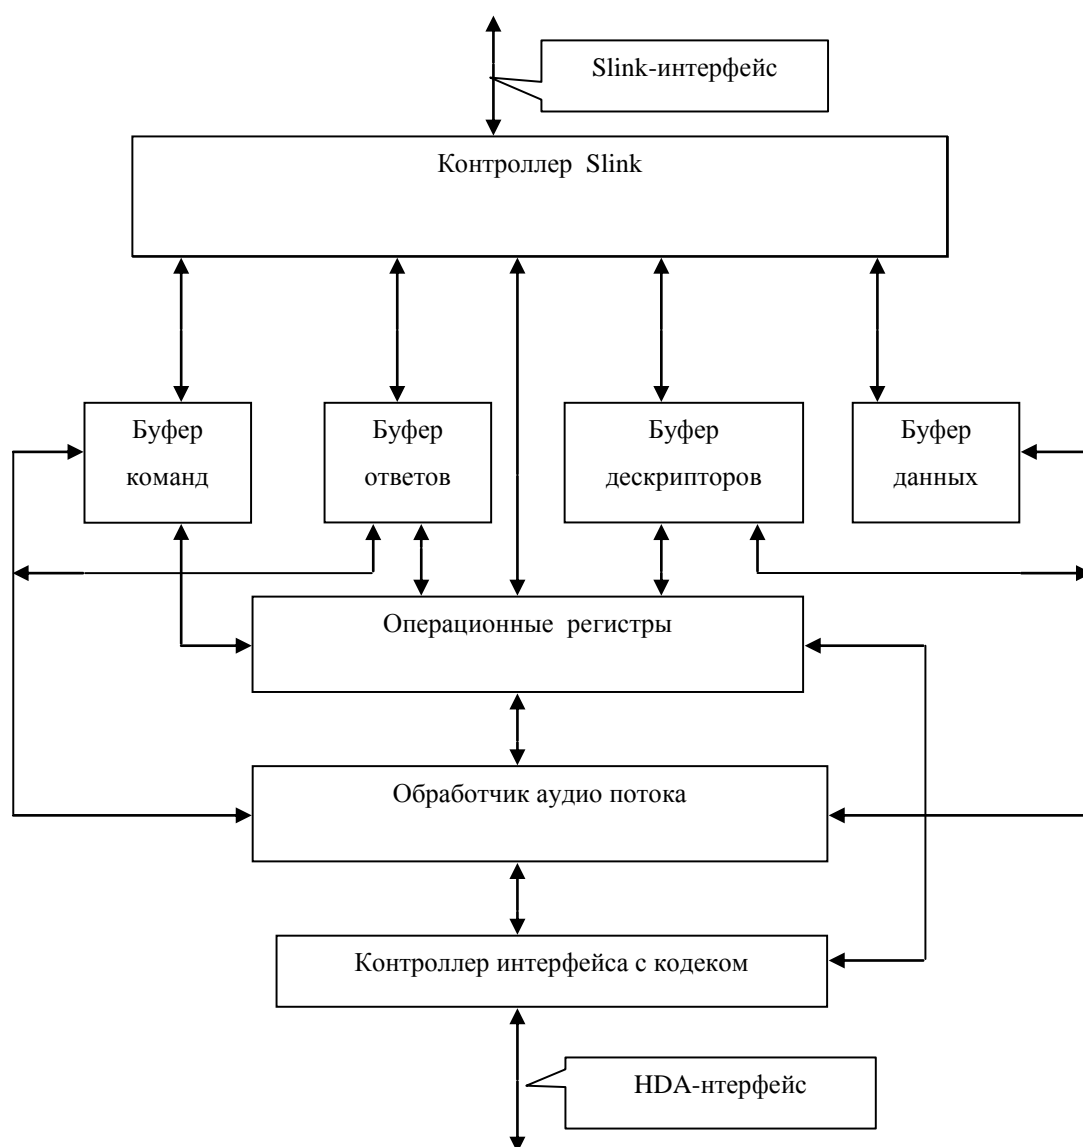 Slink-интерфейс
Контроллер Slink
Буфер
команд
Буфер
ответов
Буфер
дескрипторов
Буфер
данных
Операционные регистры
Обработчик аудио потока
Контроллер интерфейса с кодеком
HDA-нтерфейс